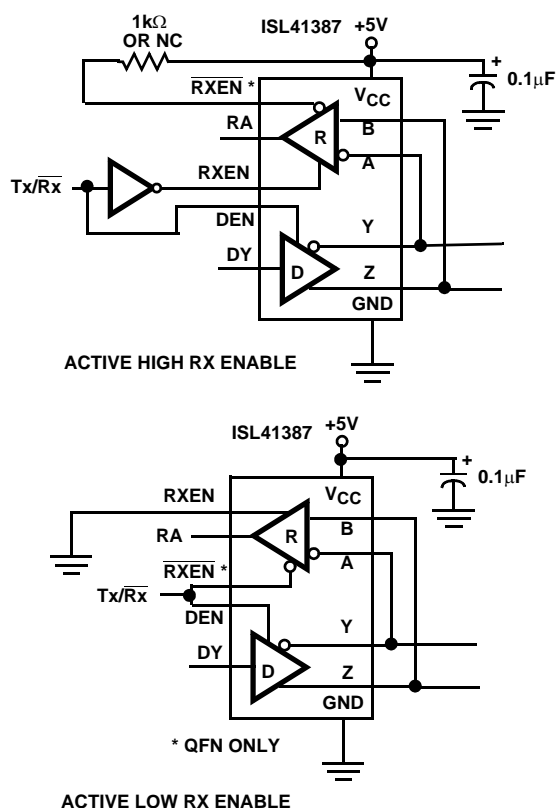 1kΩ
OR NC
ISL41387 +5V
+
0.1μF
RXEN *
VCC
RA
R
B
A
Tx/Rx
RXEN
DEN
Y
DY
D
Z
GND
ACTIVE HIGH RX ENABLE
ISL41387 +5V
+
0.1μF
RXEN
VCC
RA
R
B
A
RXEN *
Tx/Rx
DEN
Y
DY
D
Z
GND
* QFN ONLY
ACTIVE LOW RX ENABLE